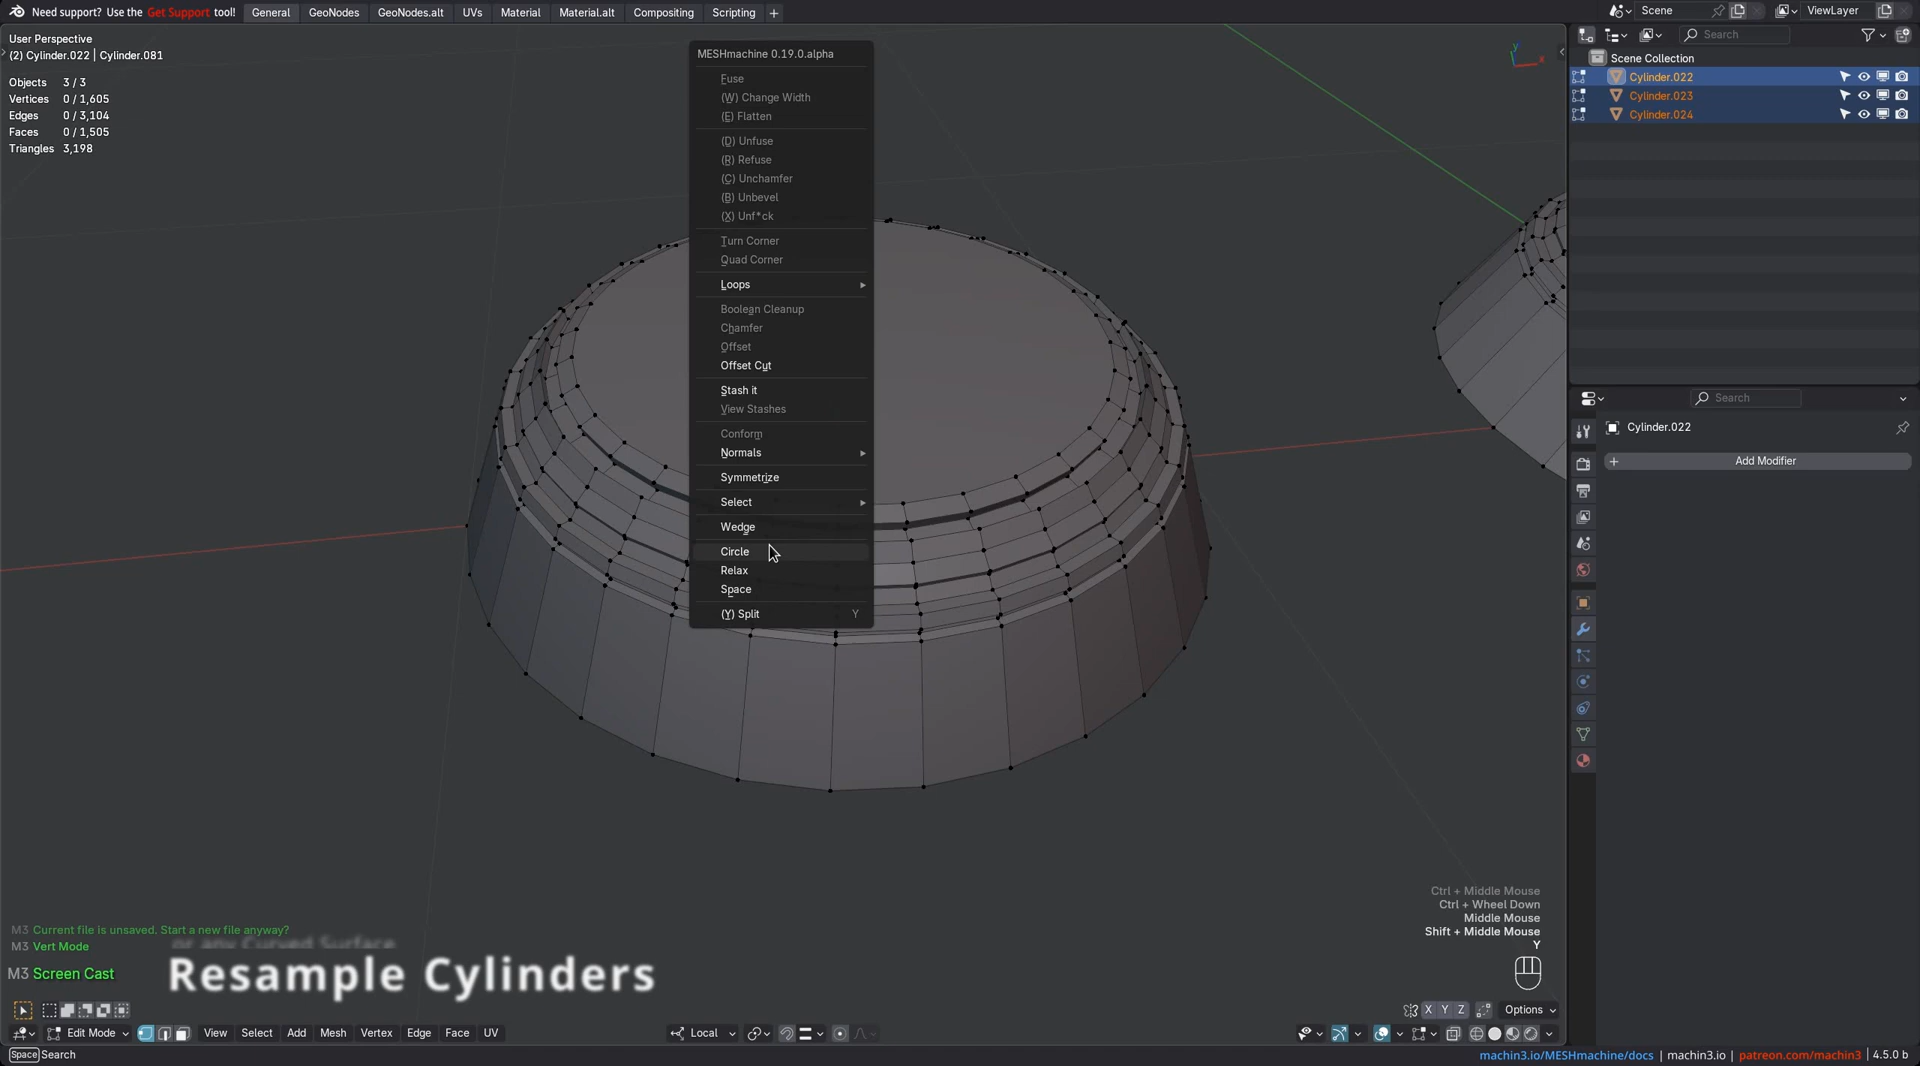 Need support? Use the Get Support tool!
General
GeoNodes
GeoNodes.alt
UVs
Material
Material.alt
Compositing
Scripting
+
Scene
ViewLayer
User Perspective
(2) Cylinder.022 | Cylinder.081
Objects 3 / 3
Vertices 0 / 1,605
Edges 0 / 3,104
Faces 0 / 1,505
Triangles 3,198
MESHmachine 0.19.0.alpha
Fuse
(W) Change Width
(E) Flatten
(D) Unfuse
(R) Refuse
(C) Unchamfer
(B) Unbevel
(X) Unf*ck
Turn Corner
Quad Corner
Loops
Boolean Cleanup
Chamfer
Offset
Offset Cut
Stash it
View Stashes
Conform
Normals
Symmetrize
Select
Wedge
Circle
Relax
Space
(Y) Split Y
Y
X
Search
Scene Collection
Cylinder.022
Cylinder.023
Cylinder.024
Search
Cylinder.022
+ Add Modifier
Ctrl + Middle Mouse
Ctrl + Wheel Down
Middle Mouse
Shift + Middle Mouse
Y
M3 Current file is unsaved. Start a new file anyway?
M3 Vert Mode
or any Curved Surface
M3 Screen Cast
Resample Cylinders
X Y Z
Options
Edit Mode
View
Select
Add
Mesh
Vertex
Edge
Face
UV
Local
Space Search
machin3.io/MESHmachine/docs | machin3.io | patreon.com/machin3 | 4.5.0 b